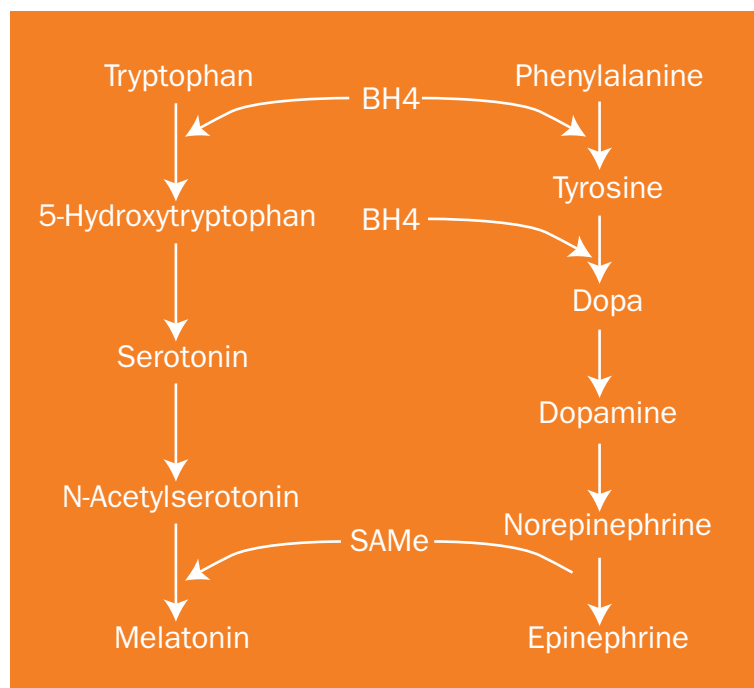 Tryptophan
Phenylalanine
BH4
5-Hydroxytryptophan
BH4
Tyrosine
Dopa
Serotonin
Dopamine
N-Acetylserotonin
SAMe
Norepinephrine
Melatonin
Epinephrine